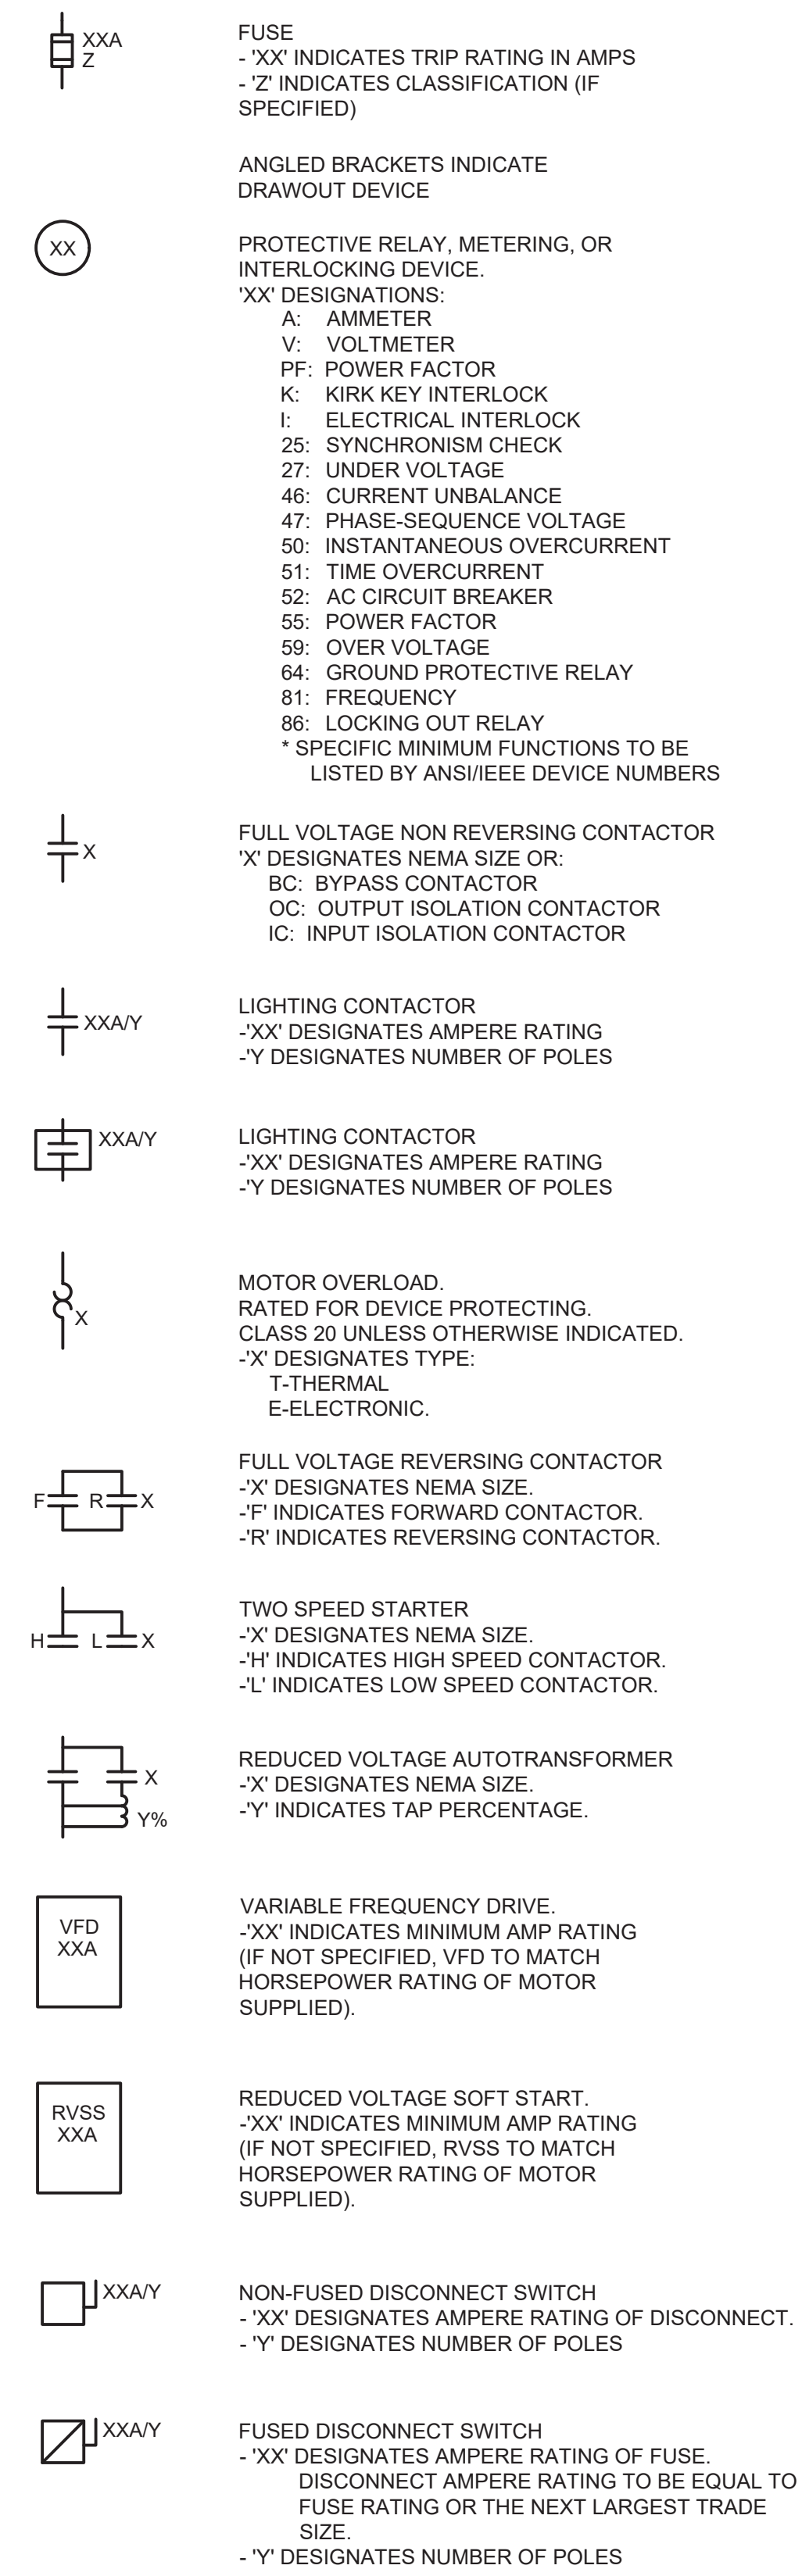 XXA
Z
FUSE
- 'XX' INDICATES TRIP RATING IN AMPS
- 'Z' INDICATES CLASSIFICATION (IF
SPECIFIED)
ANGLED BRACKETS INDICATE
DRAWOUT DEVICE
XX
PROTECTIVE RELAY, METERING, OR
INTERLOCKING DEVICE.
'XX' DESIGNATIONS:
A: AMMETER
V: VOLTMETER
PF: POWER FACTOR
K: KIRK KEY INTERLOCK
I: ELECTRICAL INTERLOCK
25: SYNCHRONISM CHECK
27: UNDER VOLTAGE
46: CURRENT UNBALANCE
47: PHASE-SEQUENCE VOLTAGE
50: INSTANTANEOUS OVERCURRENT
51: TIME OVERCURRENT
52: AC CIRCUIT BREAKER
55: POWER FACTOR
59: OVER VOLTAGE
64: GROUND PROTECTIVE RELAY
81: FREQUENCY
86: LOCKING OUT RELAY
* SPECIFIC MINIMUM FUNCTIONS TO BE
LISTED BY ANSI/IEEE DEVICE NUMBERS
X
FULL VOLTAGE NON REVERSING CONTACTOR
'X' DESIGNATES NEMA SIZE OR:
BC: BYPASS CONTACTOR
OC: OUTPUT ISOLATION CONTACTOR
IC: INPUT ISOLATION CONTACTOR
XXA/Y
LIGHTING CONTACTOR
-'XX' DESIGNATES AMPERE RATING
-'Y DESIGNATES NUMBER OF POLES
XXA/Y
LIGHTING CONTACTOR
-'XX' DESIGNATES AMPERE RATING
-'Y DESIGNATES NUMBER OF POLES
X
MOTOR OVERLOAD.
RATED FOR DEVICE PROTECTING.
CLASS 20 UNLESS OTHERWISE INDICATED.
-'X' DESIGNATES TYPE:
T-THERMAL
E-ELECTRONIC.
F R X
FULL VOLTAGE REVERSING CONTACTOR
-'X' DESIGNATES NEMA SIZE.
-'F' INDICATES FORWARD CONTACTOR.
-'R' INDICATES REVERSING CONTACTOR.
H L X
TWO SPEED STARTER
-'X' DESIGNATES NEMA SIZE.
-'H' INDICATES HIGH SPEED CONTACTOR.
-'L' INDICATES LOW SPEED CONTACTOR.
X
Y%
REDUCED VOLTAGE AUTOTRANSFORMER
-'X' DESIGNATES NEMA SIZE.
-'Y' INDICATES TAP PERCENTAGE.
VFD
XXA
VARIABLE FREQUENCY DRIVE.
-'XX' INDICATES MINIMUM AMP RATING
(IF NOT SPECIFIED, VFD TO MATCH
HORSEPOWER RATING OF MOTOR
SUPPLIED).
RVSS
XXA
REDUCED VOLTAGE SOFT START.
-'XX' INDICATES MINIMUM AMP RATING
(IF NOT SPECIFIED, RVSS TO MATCH
HORSEPOWER RATING OF MOTOR
SUPPLIED).
XXA/Y
NON-FUSED DISCONNECT SWITCH
- 'XX' DESIGNATES AMPERE RATING OF DISCONNECT.
- 'Y' DESIGNATES NUMBER OF POLES
XXA/Y
FUSED DISCONNECT SWITCH
- 'XX' DESIGNATES AMPERE RATING OF FUSE.
DISCONNECT AMPERE RATING TO BE EQUAL TO
FUSE RATING OR THE NEXT LARGEST TRADE
SIZE.
- 'Y' DESIGNATES NUMBER OF POLES